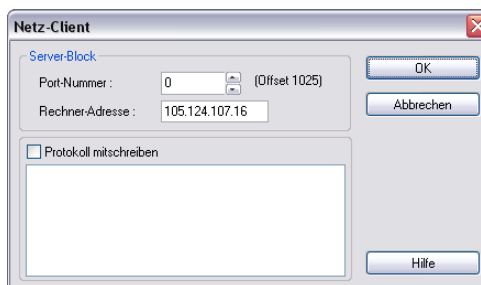 Netz-Client
Server-Block
Port-Nummer : 0 (Offset 1025)
Rechner-Adresse : 105.124.107.16
Protokoll mitschreiben
OK
Abbrechen
Hilfe